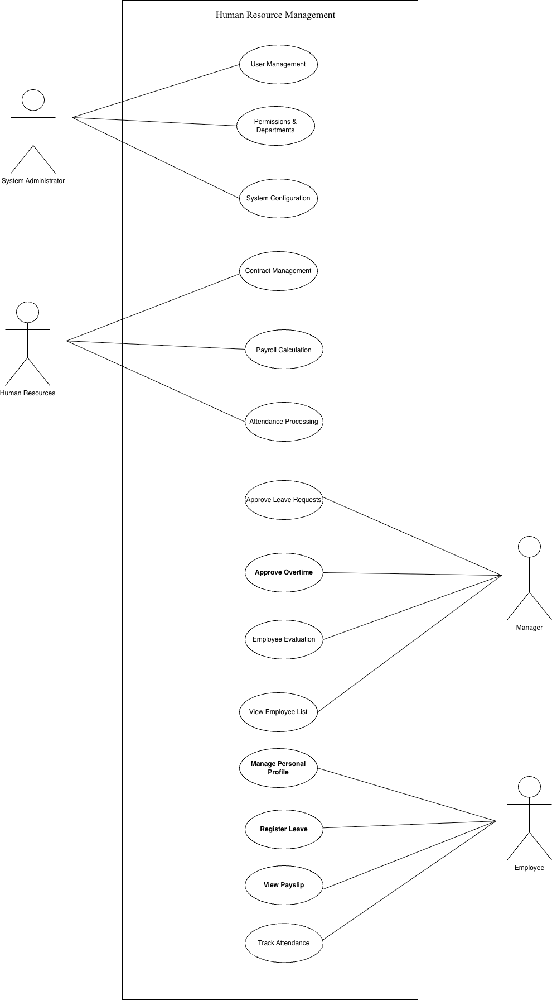 Human Resource Management
User Management
Permissions &
Departments
System Administrator
System Configuration
Contract Management
Human Resources
Payroll Calculation
Attendance Processing
Approve Leave Requests
Approve Overtime
Manager
Employee Evaluation
View Employee List
Manage Personal
Profile
Register Leave
Employee
View Payslip
Track Attendance